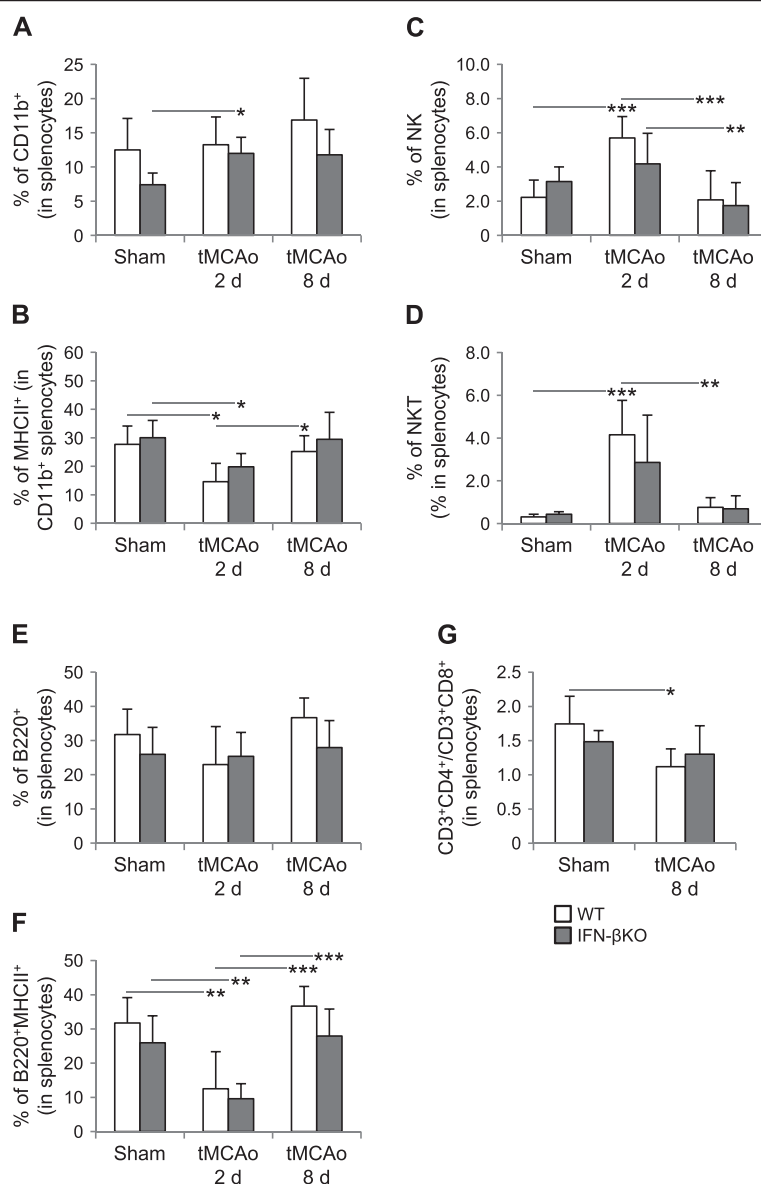 A
% of CD11b⁺
(in splenocytes)
25
20
15
10
5
0
*
Sham
tMCAo
2 d
tMCAo
8 d
C
% of NK
(in splenocytes)
10.0
8.0
6.0
4.0
2.0
0
***
***
**
Sham
tMCAo
2 d
tMCAo
8 d
B
% of MHCII⁺ (in
CD11b⁺ splenocytes)
60
50
40
30
20
10
0
*
*
*
Sham
tMCAo
2 d
tMCAo
8 d
D
% of NKT
(% in splenocytes)
8.0
6.0
4.0
2.0
0
***
**
Sham
tMCAo
2 d
tMCAo
8 d
E
% of B220⁺
(in splenocytes)
50
40
30
20
10
0
Sham
tMCAo
2 d
tMCAo
8 d
G
CD3⁺CD4⁺/CD3⁺CD8⁺
(in splenocytes)
2.5
2.0
1.5
1.0
0.5
0
*
Sham
tMCAo
8 d
WT
IFN-βKO
F
% of B220⁺MHCII⁺
(in splenocytes)
50
40
30
20
10
0
***
***
**
**
Sham
tMCAo
2 d
tMCAo
8 d